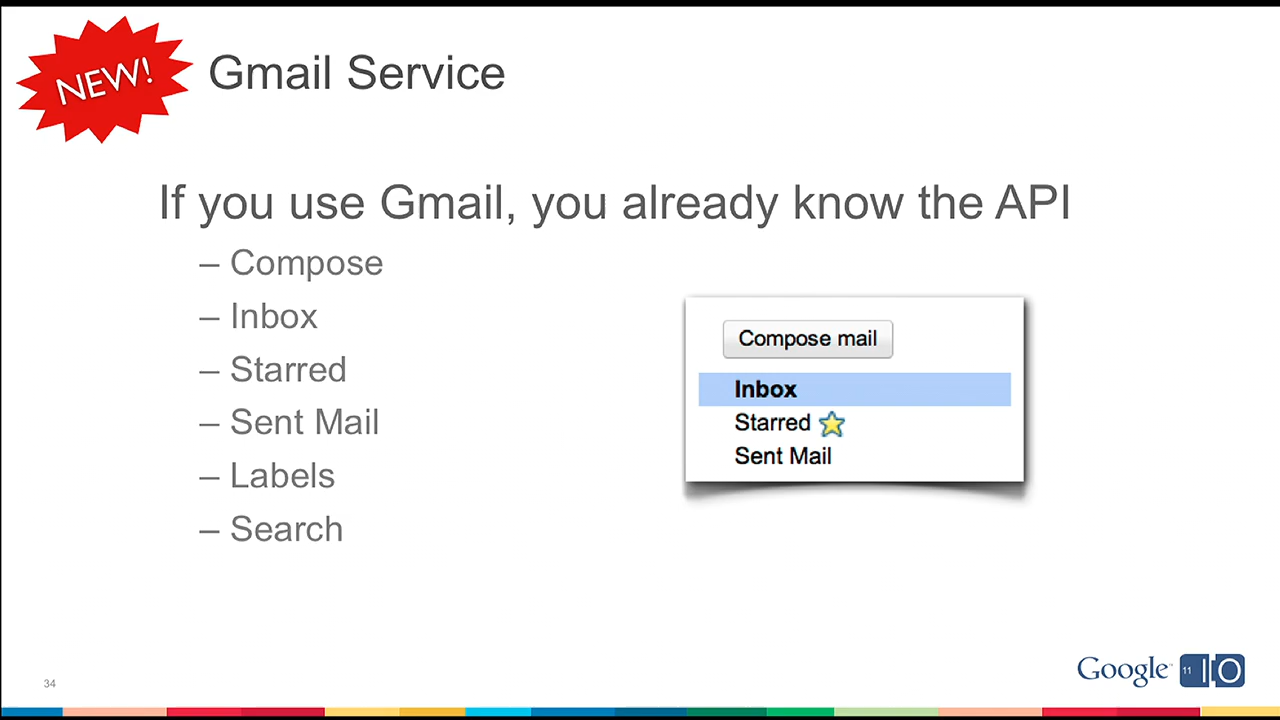 NEW!
Gmail Service
If you use Gmail, you already know the API
– Compose
– Inbox
– Starred
– Sent Mail
– Labels
– Search
Compose mail
Inbox
Starred
Sent Mail
34
Google 11 IO